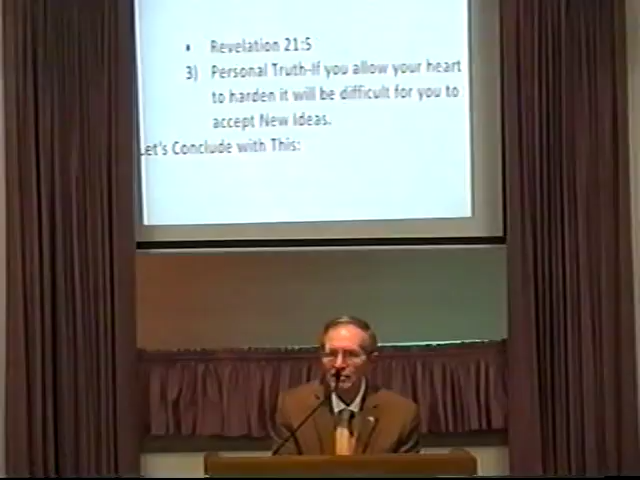 • Revelation 21:5
3) Personal Truth-If you allow your heart
to harden it will be difficult for you to
accept New Ideas.
Let's Conclude with This: